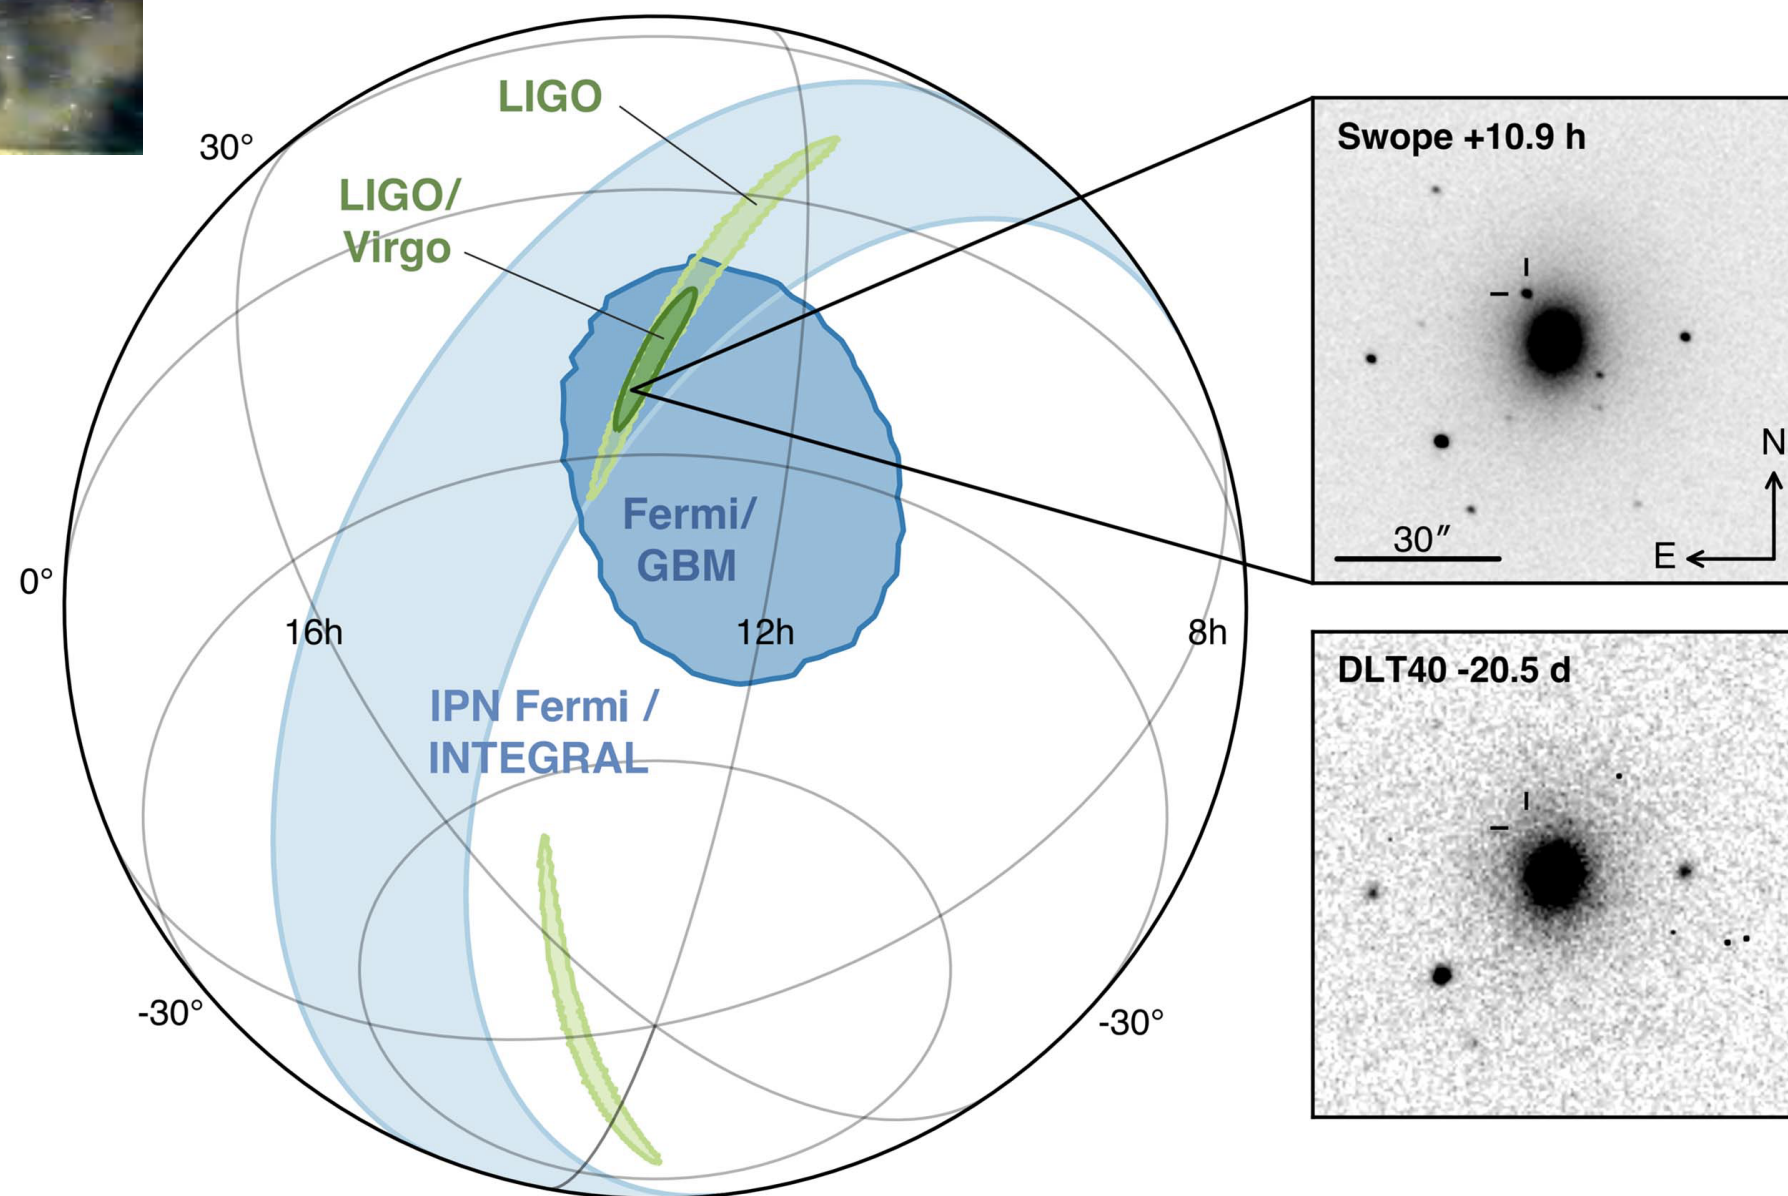 LIGO
30°
LIGO/
Virgo
0°
16h
12h
8h
Fermi/
GBM
IPN Fermi /
INTEGRAL
-30°
-30°
Swope +10.9 h
N
30″
E
DLT40 -20.5 d